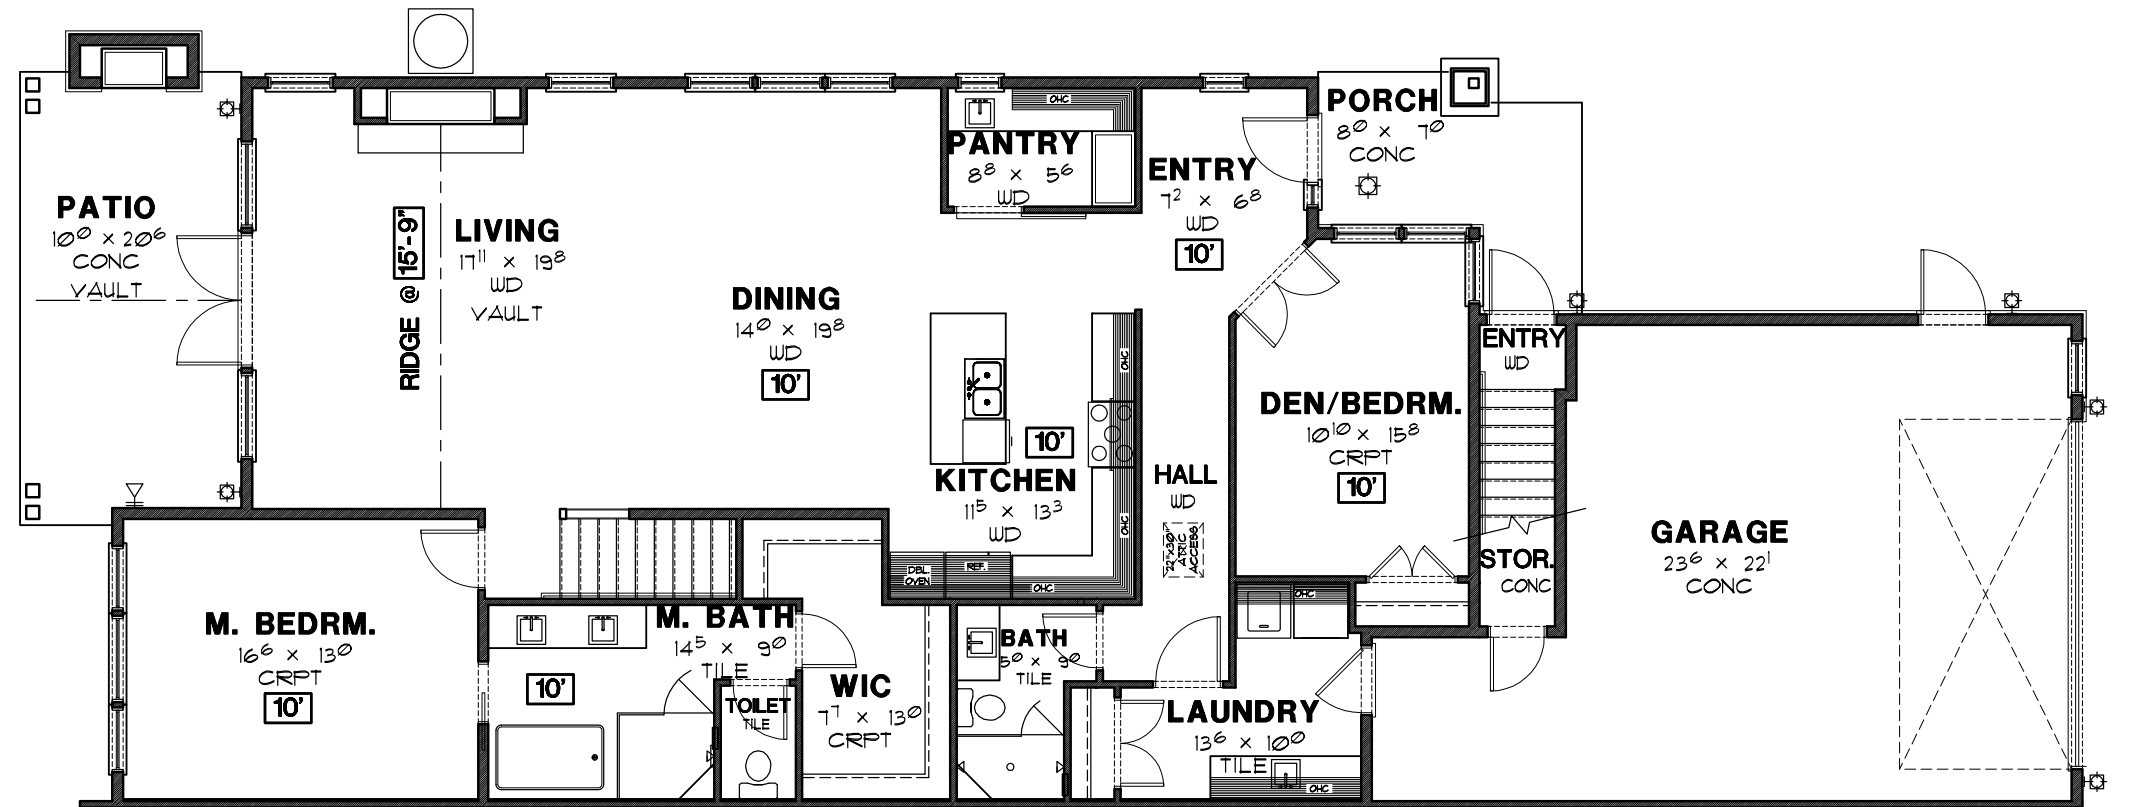 PATIO
10⁰ × 20⁶
CONC
VAULT
RIDGE @ 15'-9"
LIVING
17¹¹ × 19⁸
WD
VAULT
DINING
14⁰ × 19⁸
WD
10'
OHC
PANTRY
8⁸ × 5⁶
WD
ENTRY
7² × 6⁸
WD
10'
PORCH
8⁰ × 7⁰
CONC
OHC
10'
KITCHEN
11⁵ × 13³
WD
OHC
DBL.
OVEN
REF.
OHC
HALL
WD
22"x30"
ATTIC
ACCESS
DEN/BEDRM.
10¹⁰ × 15⁸
CRPT
10'
ENTRY
WD
STOR.
CONC
GARAGE
23⁶ × 22¹
CONC
M. BEDRM.
16⁶ × 13⁰
CRPT
10'
M. BATH
14⁵ × 9⁰
TILE
10'
TOILET
TILE
WIC
7⁷ × 13⁰
CRPT
BATH
5⁰ × 9⁰
TILE
OHC
LAUNDRY
13⁶ × 10⁰
TILE
OHC